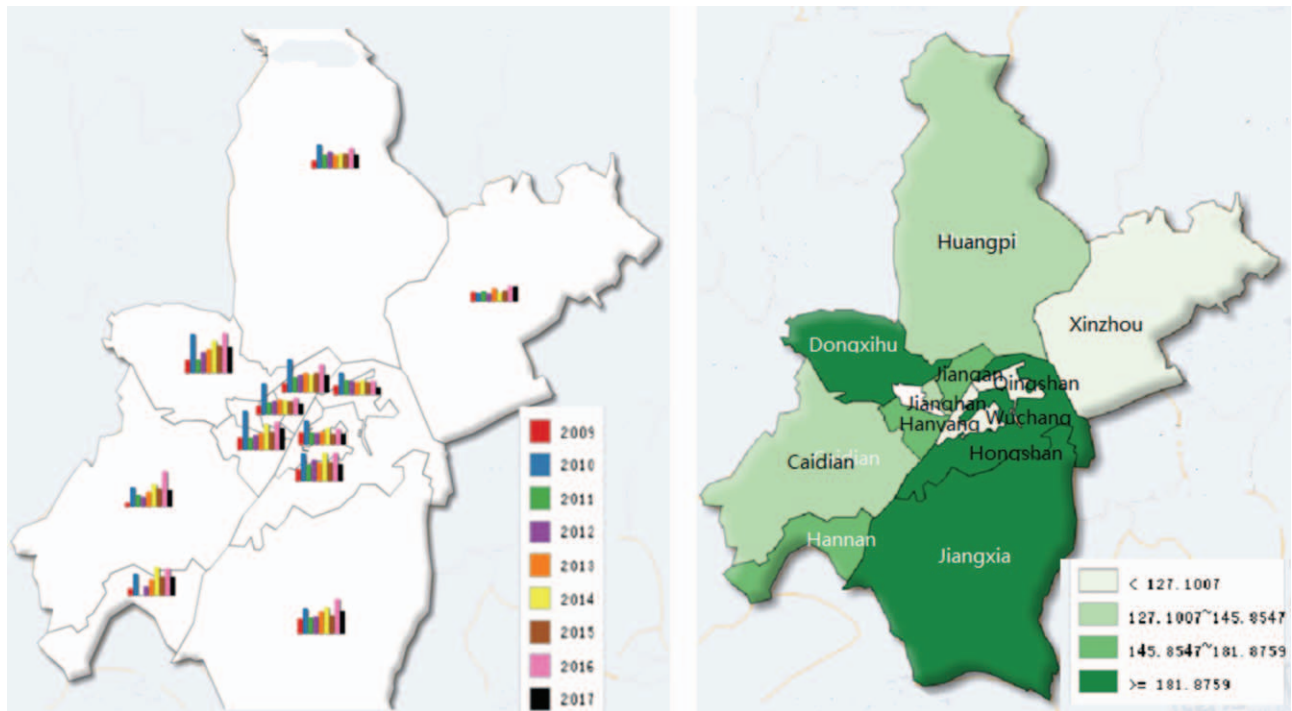 2009
2010
2011
2012
2013
2014
2015
2016
2017
Huangpi
Xinzhou
Dongxihu
Jiangan
Qingshan
Jianghan
Hanyang
Wuchang
Hongshan
Caidian
Hannan
Jiangxia
< 127.1007
127.1007~145.8547
145.8547~181.8759
>= 181.8759